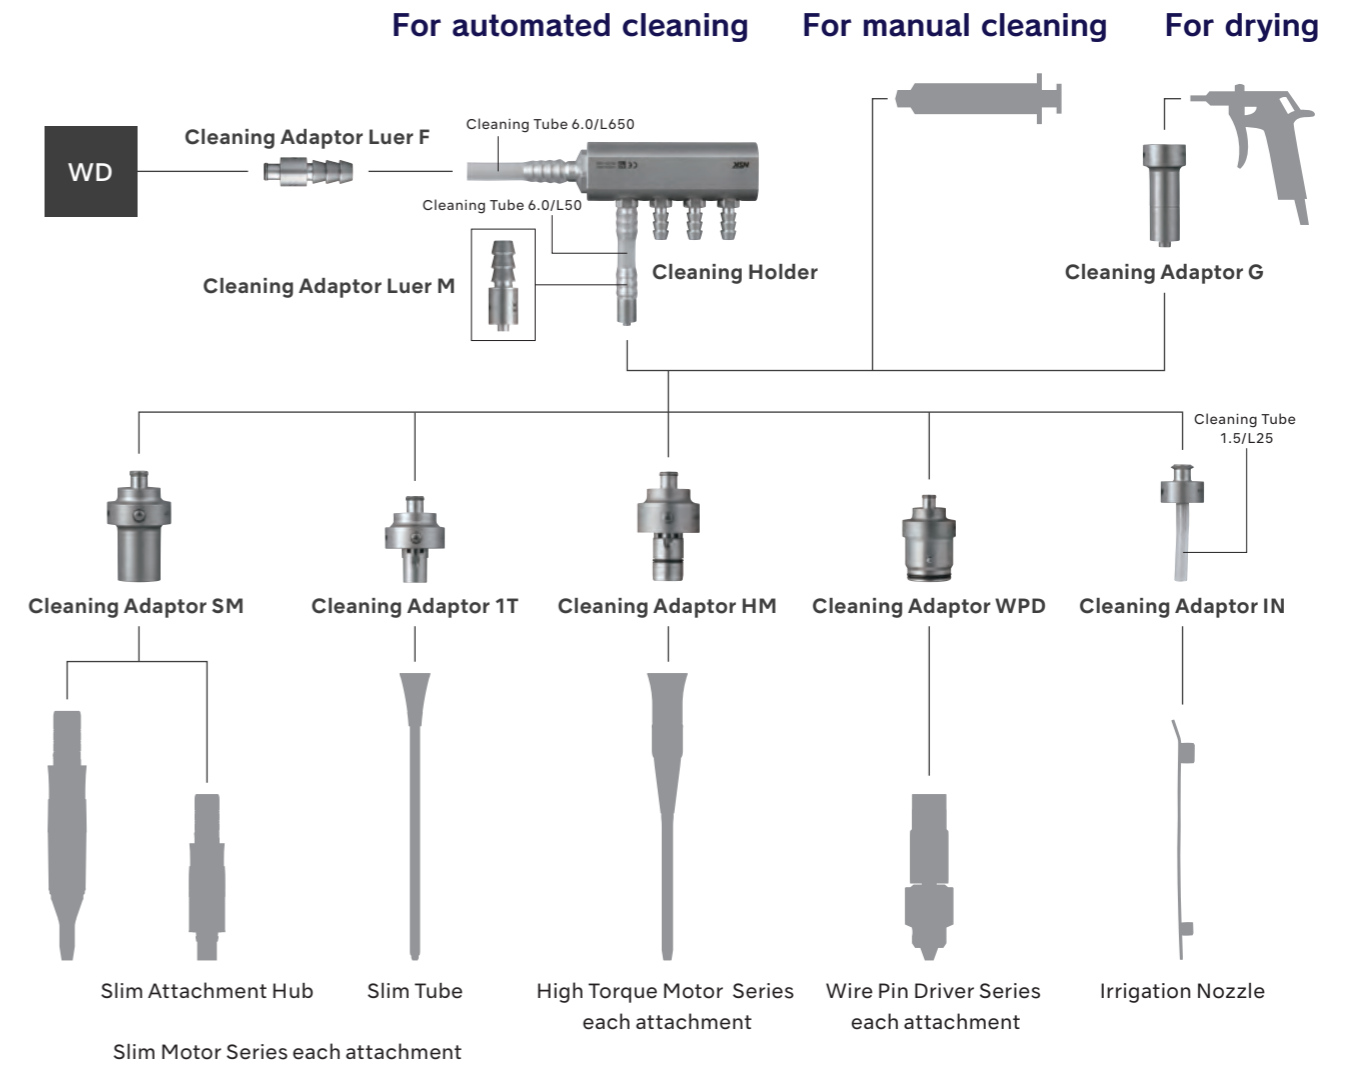 For automated cleaning
For manual cleaning
For drying
WD
Cleaning Adaptor Luer F
Cleaning Tube 6.0/L650
NSK
Cleaning Tube 6.0/L50
Cleaning Adaptor Luer M
Cleaning Holder
Cleaning Adaptor G
Cleaning Tube
1.5/L25
Cleaning Adaptor SM
Cleaning Adaptor 1T
Cleaning Adaptor HM
Cleaning Adaptor WPD
Cleaning Adaptor IN
Slim Attachment Hub
Slim Tube
High Torque Motor Series
each attachment
Wire Pin Driver Series
each attachment
Irrigation Nozzle
Slim Motor Series each attachment